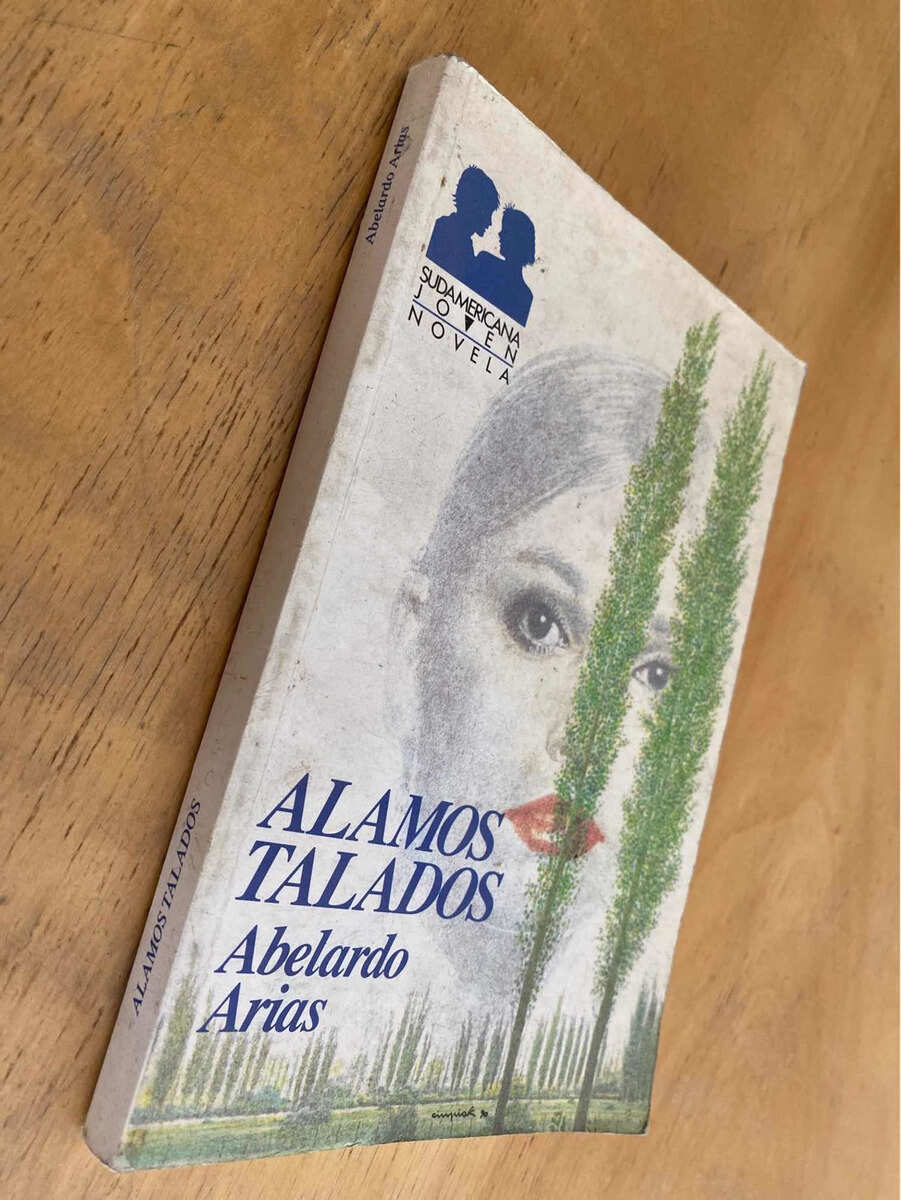 Abelardo Arias
ALAMOS TALADOS
SUDAMERICANA
JOVEN
NOVELA
ALAMOS
TALADOS
Abelardo
Arias